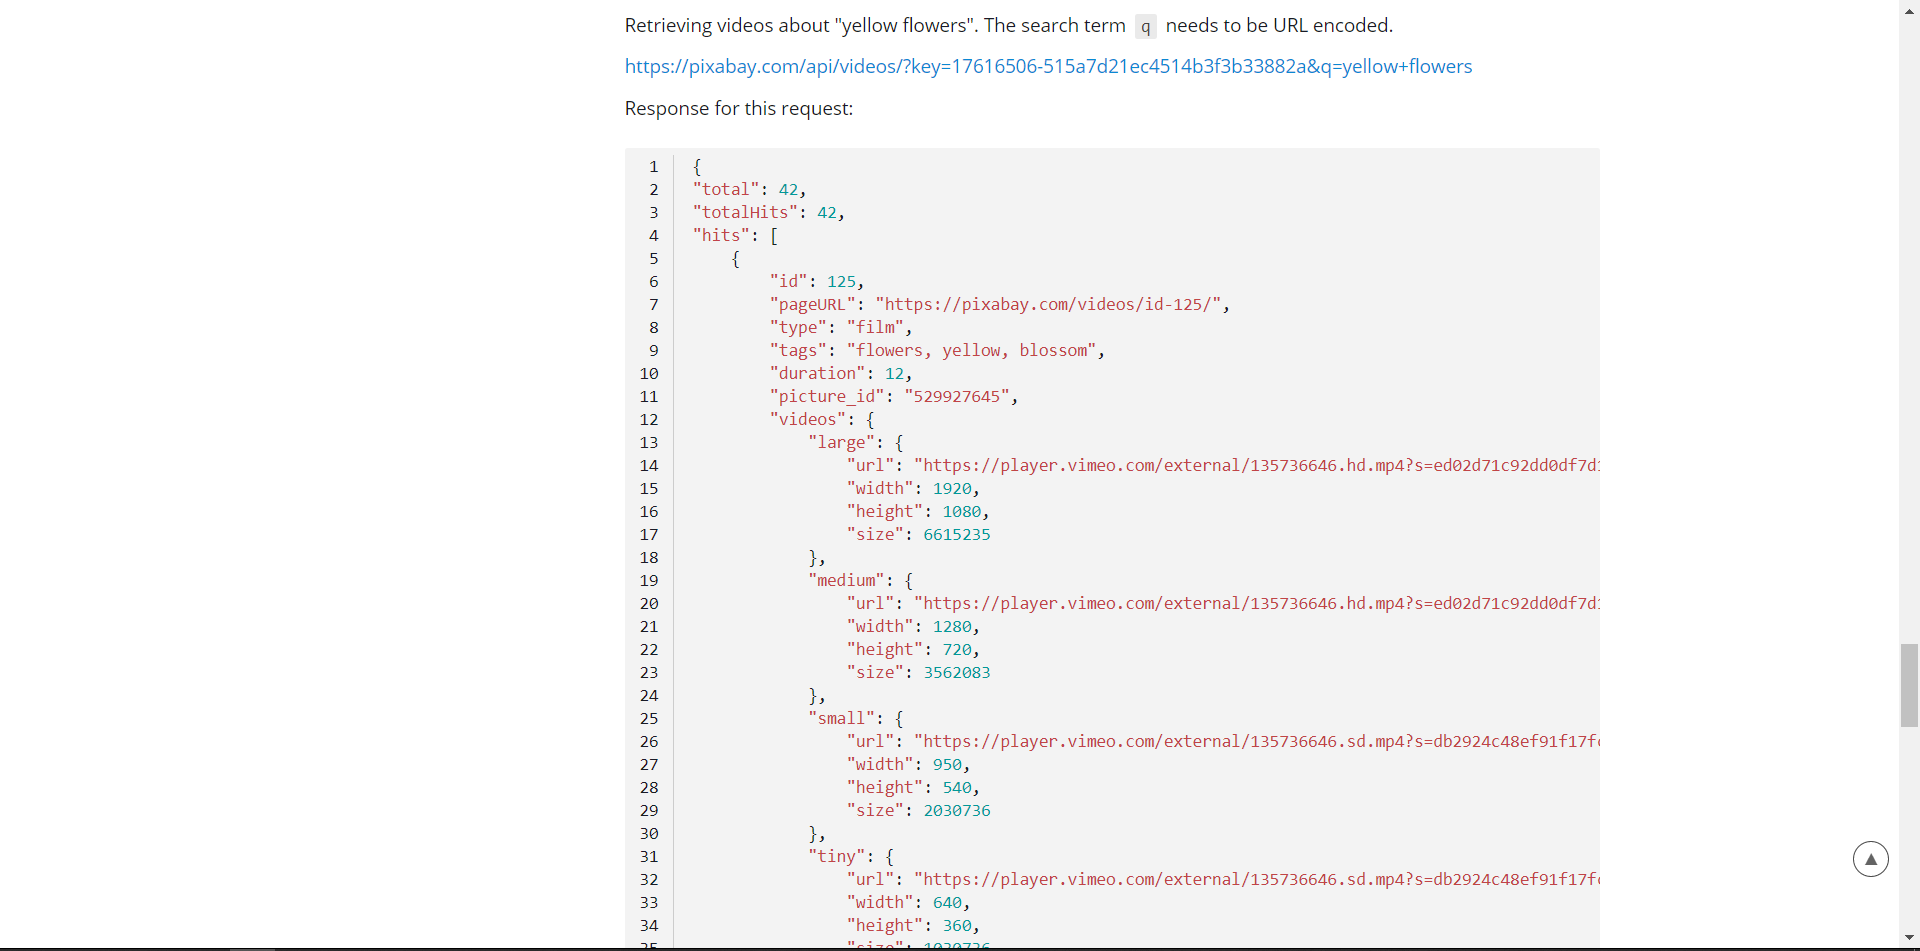 Retrieving videos about "yellow flowers". The search term q needs to be URL encoded.
https://pixabay.com/api/videos/?key=17616506-515a7d21ec4514b3f3b33882a&q=yellow+flowers
Response for this request:
1 {
2 "total": 42,
3 "totalHits": 42,
4 "hits": [
5 {
6 "id": 125,
7 "pageURL": "https://pixabay.com/videos/id-125/",
8 "type": "film",
9 "tags": "flowers, yellow, blossom",
10 "duration": 12,
11 "picture_id": "529927645",
12 "videos": {
13 "large": {
14 "url": "https://player.vimeo.com/external/135736646.hd.mp4?s=ed02d71c92dd0df7d1
15 "width": 1920,
16 "height": 1080,
17 "size": 6615235
18 },
19 "medium": {
20 "url": "https://player.vimeo.com/external/135736646.hd.mp4?s=ed02d71c92dd0df7d1
21 "width": 1280,
22 "height": 720,
23 "size": 3562083
24 },
25 "small": {
26 "url": "https://player.vimeo.com/external/135736646.sd.mp4?s=db2924c48ef91f17f
27 "width": 950,
28 "height": 540,
29 "size": 2030736
30 },
31 "tiny": {
32 "url": "https://player.vimeo.com/external/135736646.sd.mp4?s=db2924c48ef91f17f
33 "width": 640,
34 "height": 360,
35 "size": 1030736